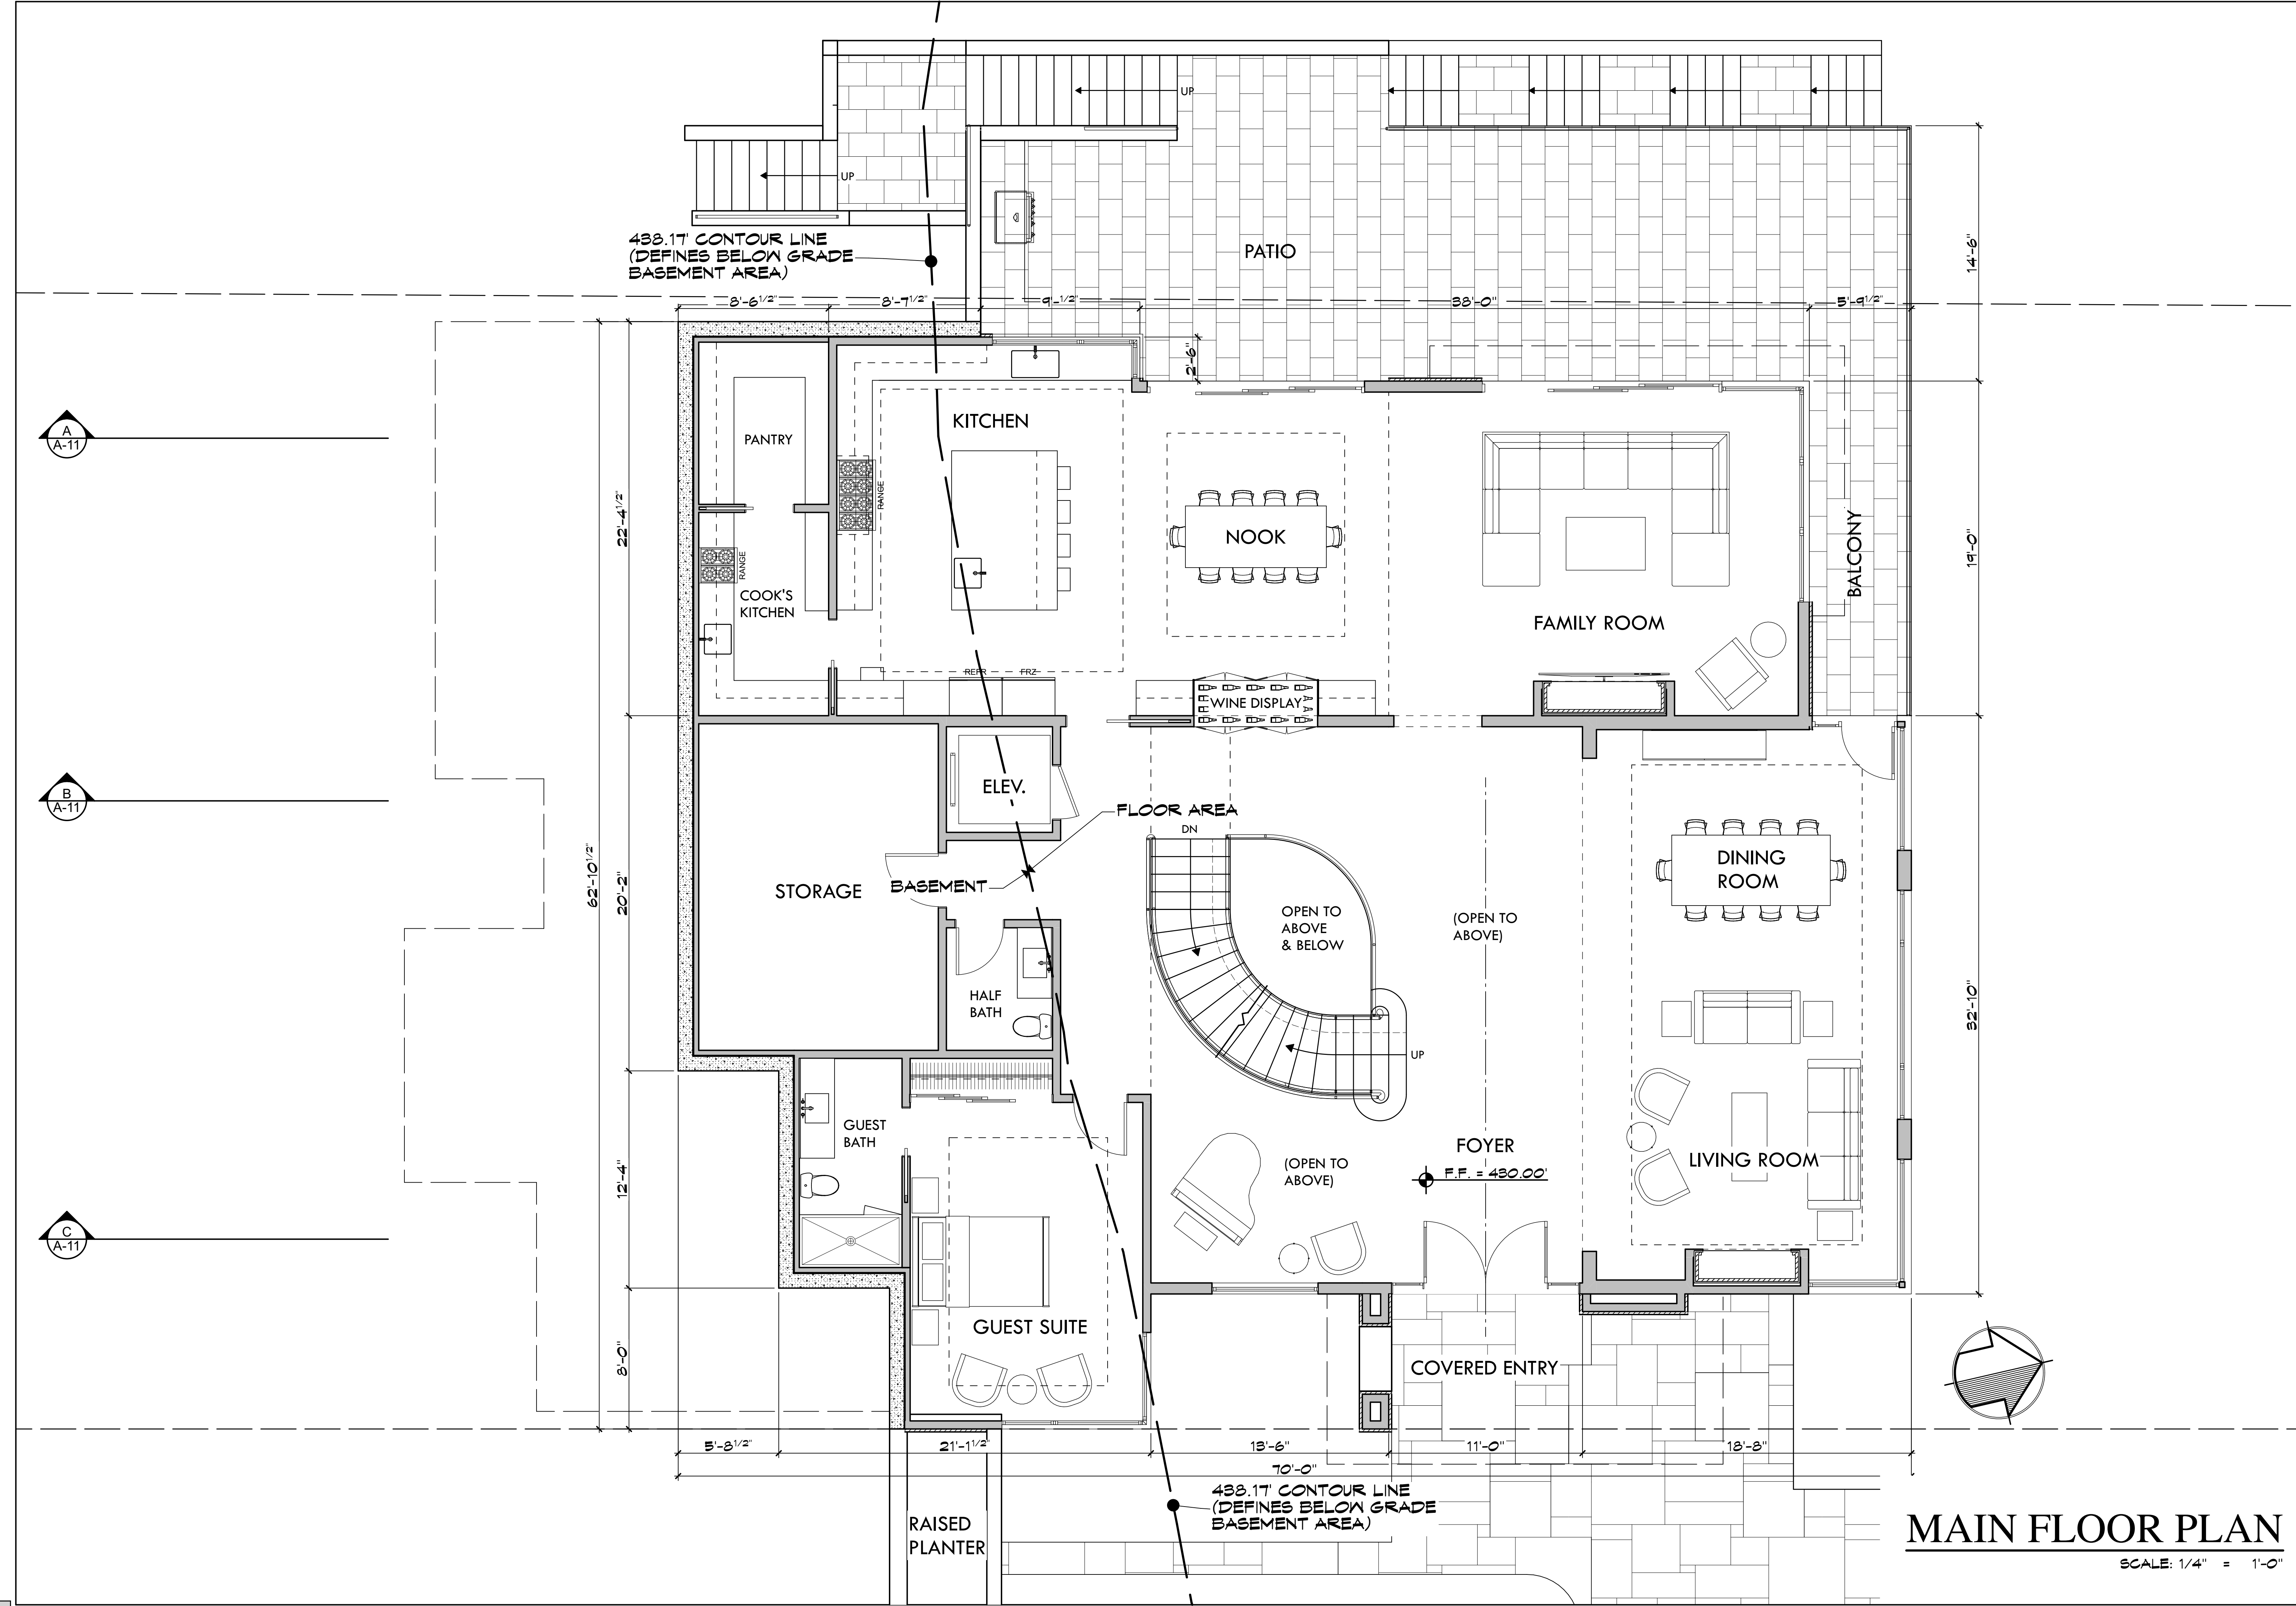 UP
UP
438.17' CONTOUR LINE
(DEFINES BELOW GRADE
BASEMENT AREA)
PATIO
14'-6"
8'-6 1/2"
8'-7 1/2"
9'-1/2"
38'-0"
5'-9 1/2"
2'-6"
A
A-11
PANTRY
KITCHEN
RANGE
22'-4 1/2"
NOOK
BALCONY
19'-0"
RANGE
COOK'S
KITCHEN
FAMILY ROOM
REFR
FRZ
WINE DISPLAY
B
A-11
ELEV.
FLOOR AREA
DN
62'-10 1/2"
20'-2"
STORAGE
BASEMENT
DINING
ROOM
OPEN TO
ABOVE
& BELOW
(OPEN TO
ABOVE)
HALF
BATH
32'-10"
UP
GUEST
BATH
FOYER
F.F. = 430.00'
(OPEN TO
ABOVE)
LIVING ROOM
12'-4"
C
A-11
GUEST SUITE
8'-0"
COVERED ENTRY
5'-8 1/2"
21'-1 1/2"
13'-6"
11'-0"
18'-8"
70'-0"
438.17' CONTOUR LINE
(DEFINES BELOW GRADE
BASEMENT AREA)
RAISED
PLANTER
MAIN FLOOR PLAN
SCALE: 1/4" = 1'-0"